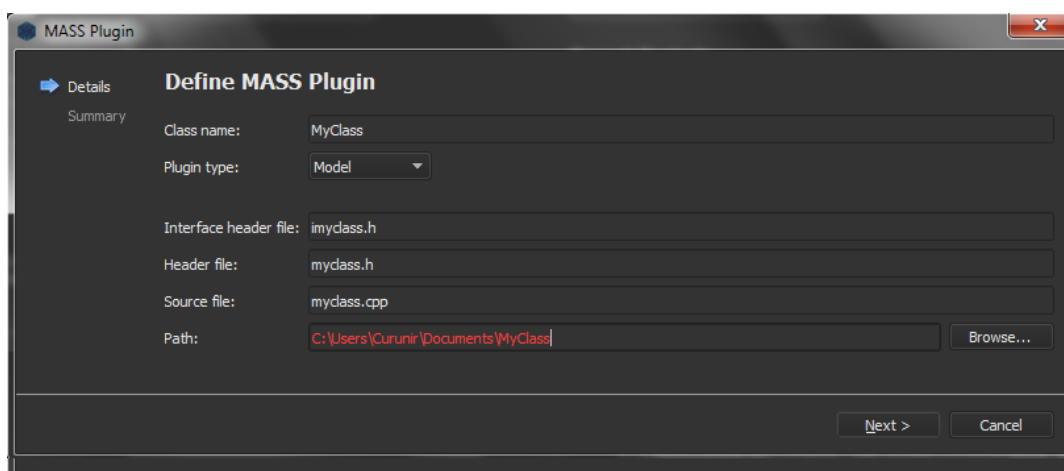 MASS Plugin
Details
Summary
Define MASS Plugin
Class name: MyClass
Plugin type: Model
Interface header file: imyclass.h
Header file: myclass.h
Source file: myclass.cpp
Path: C:\Users\Curunir\Documents\MyClass Browse...
Next > Cancel